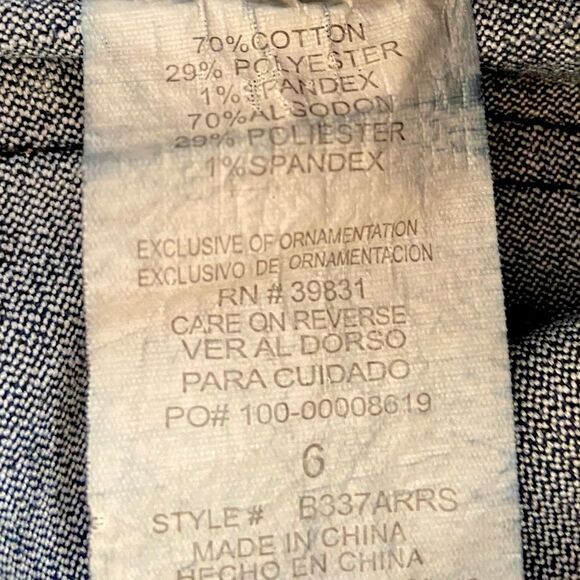 70%COTTON
29% POLYESTER
1%SPANDEX
70%ALGODON
29% POLIESTER
1%SPANDEX
EXCLUSIVE OF ORNAMENTATION
EXCLUSIVO DE ORNAMENTACION
RN # 39831
CARE ON REVERSE
VER AL DORSO
PARA CUIDADO
PO# 100-00008619
6
STYLE # B337ARRS
MADE IN CHINA
HECHO EN CHINA